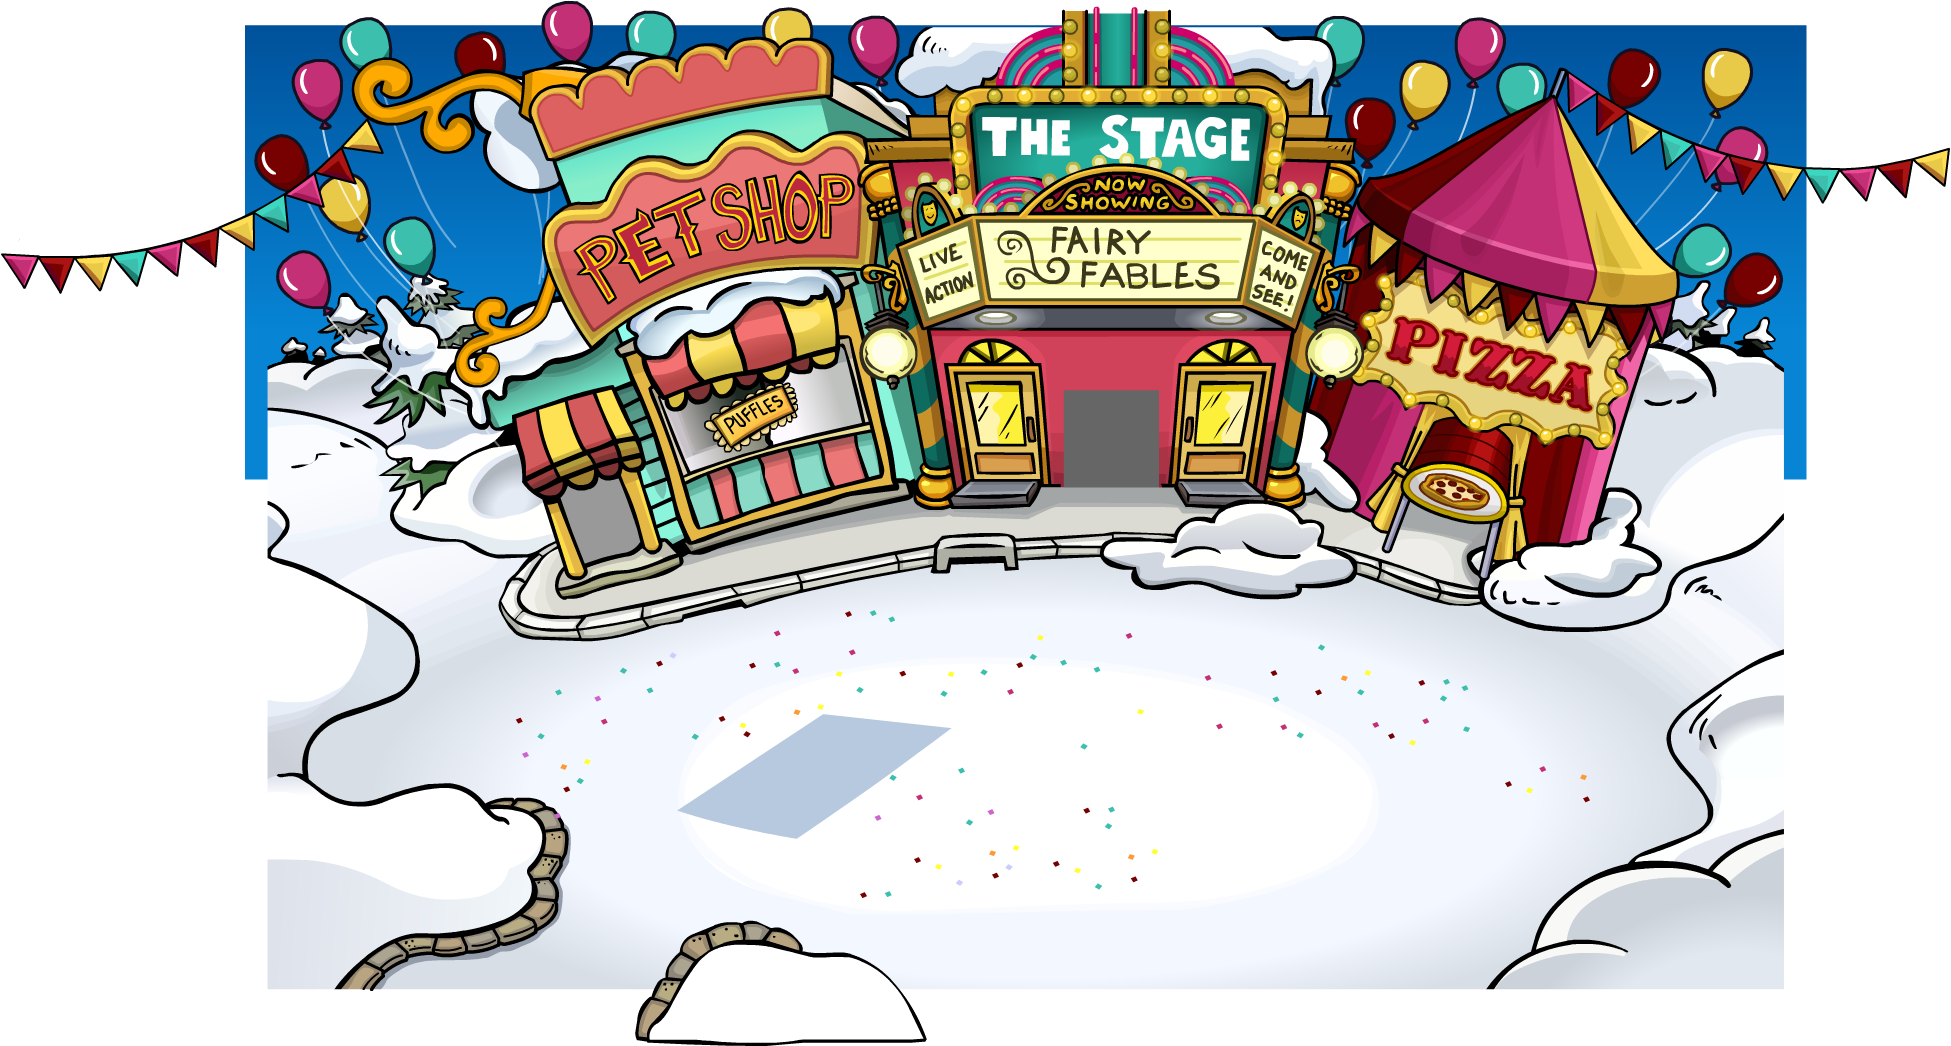 PET SHOP
PUFFLES
THE STAGE
NOW
SHOWING
LIVE
ACTION
FAIRY
FABLES
COME
AND
SEE!
PIZZA